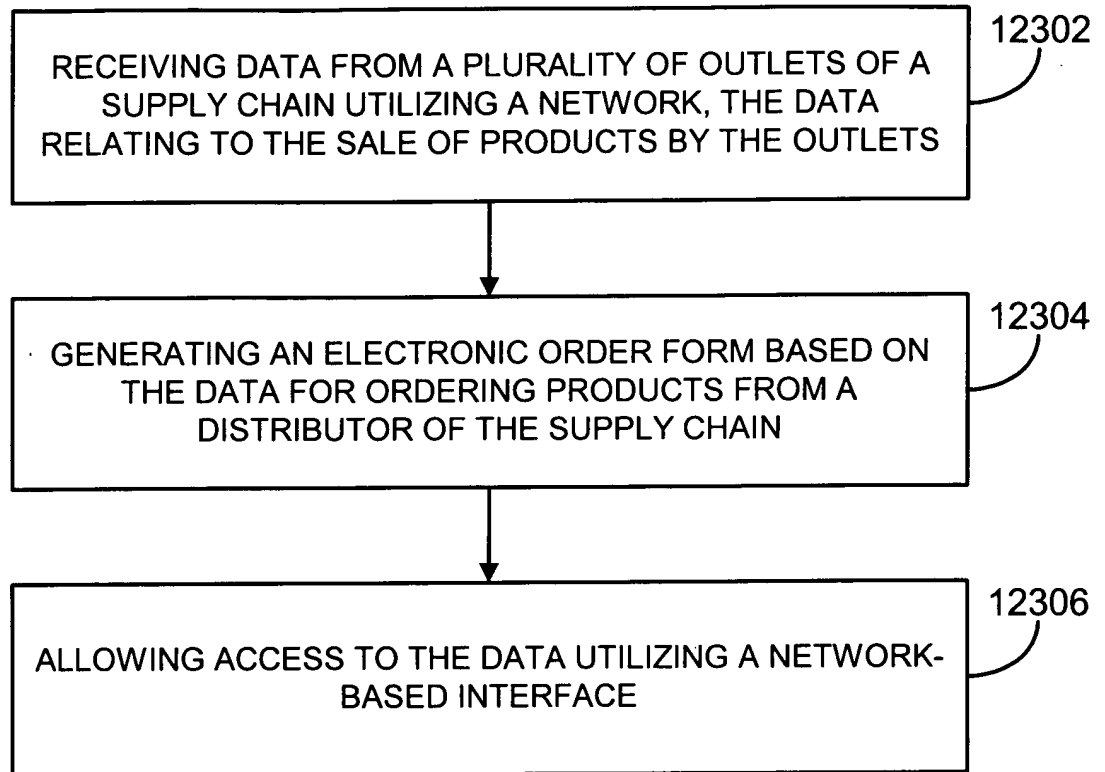 12302
RECEIVING DATA FROM A PLURALITY OF OUTLETS OF A
SUPPLY CHAIN UTILIZING A NETWORK, THE DATA
RELATING TO THE SALE OF PRODUCTS BY THE OUTLETS
12304
GENERATING AN ELECTRONIC ORDER FORM BASED ON
THE DATA FOR ORDERING PRODUCTS FROM A
DISTRIBUTOR OF THE SUPPLY CHAIN
12306
ALLOWING ACCESS TO THE DATA UTILIZING A NETWORK-
BASED INTERFACE